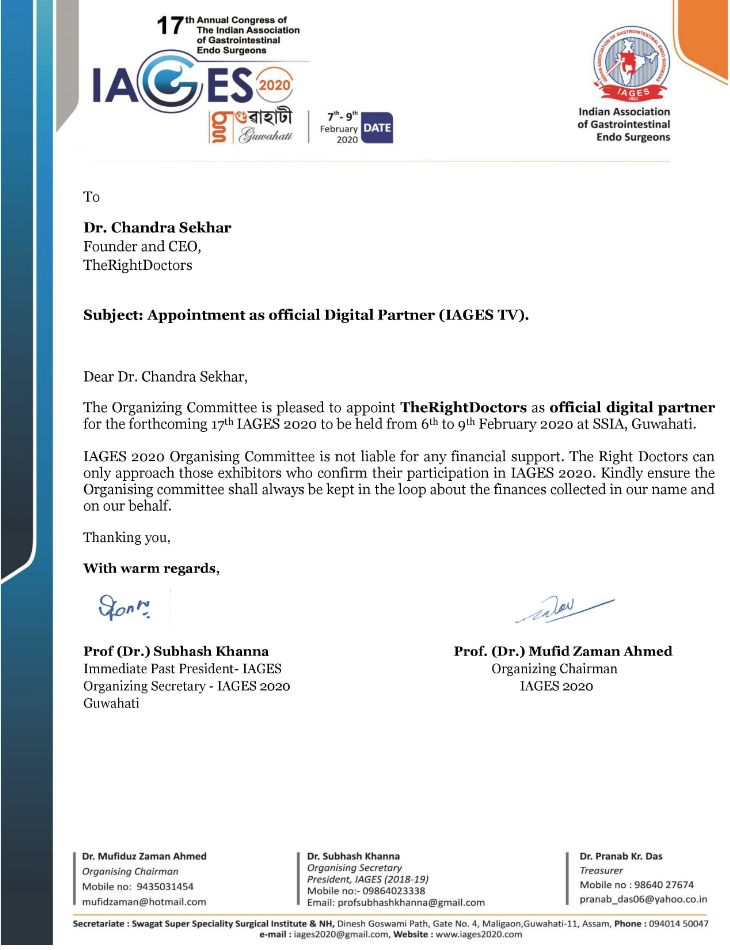 17th Annual Congress of
The Indian Association
of Gastrointestinal
Endo Surgeons
IAGES 2020
গুৱাহাটী
Guwahati
7th- 9th
February
2020
DATE
INDIAN ASSOCIATION OF GASTROINTESTINAL ENDO SURGEONS
IAGES
1993
Indian Association
of Gastrointestinal
Endo Surgeons
To
Dr. Chandra Sekhar
Founder and CEO,
TheRightDoctors
Subject: Appointment as official Digital Partner (IAGES TV).
Dear Dr. Chandra Sekhar,
The Organizing Committee is pleased to appoint TheRightDoctors as official digital partner
for the forthcoming 17th IAGES 2020 to be held from 6th to 9th February 2020 at SSIA, Guwahati.
IAGES 2020 Organising Committee is not liable for any financial support. The Right Doctors can
only approach those exhibitors who confirm their participation in IAGES 2020. Kindly ensure the
Organising committee shall always be kept in the loop about the finances collected in our name and
on our behalf.
Thanking you,
With warm regards,
Prof (Dr.) Subhash Khanna
Immediate Past President- IAGES
Organizing Secretary - IAGES 2020
Guwahati
Prof. (Dr.) Mufid Zaman Ahmed
Organizing Chairman
IAGES 2020
Dr. Mufiduz Zaman Ahmed
Organising Chairman
Mobile no: 9435031454
mufidzaman@hotmail.com
Dr. Subhash Khanna
Organising Secretary
President, IAGES (2018-19)
Mobile no:- 09864023338
Email: profsubhashkhanna@gmail.com
Dr. Pranab Kr. Das
Treasurer
Mobile no : 98640 27674
pranab_das06@yahoo.co.in
Secretariate : Swagat Super Speciality Surgical Institute & NH, Dinesh Goswami Path, Gate No. 4, Maligaon,Guwahati-11, Assam, Phone : 094014 50047
e-mail : iages2020@gmail.com, Website : www.iages2020.com